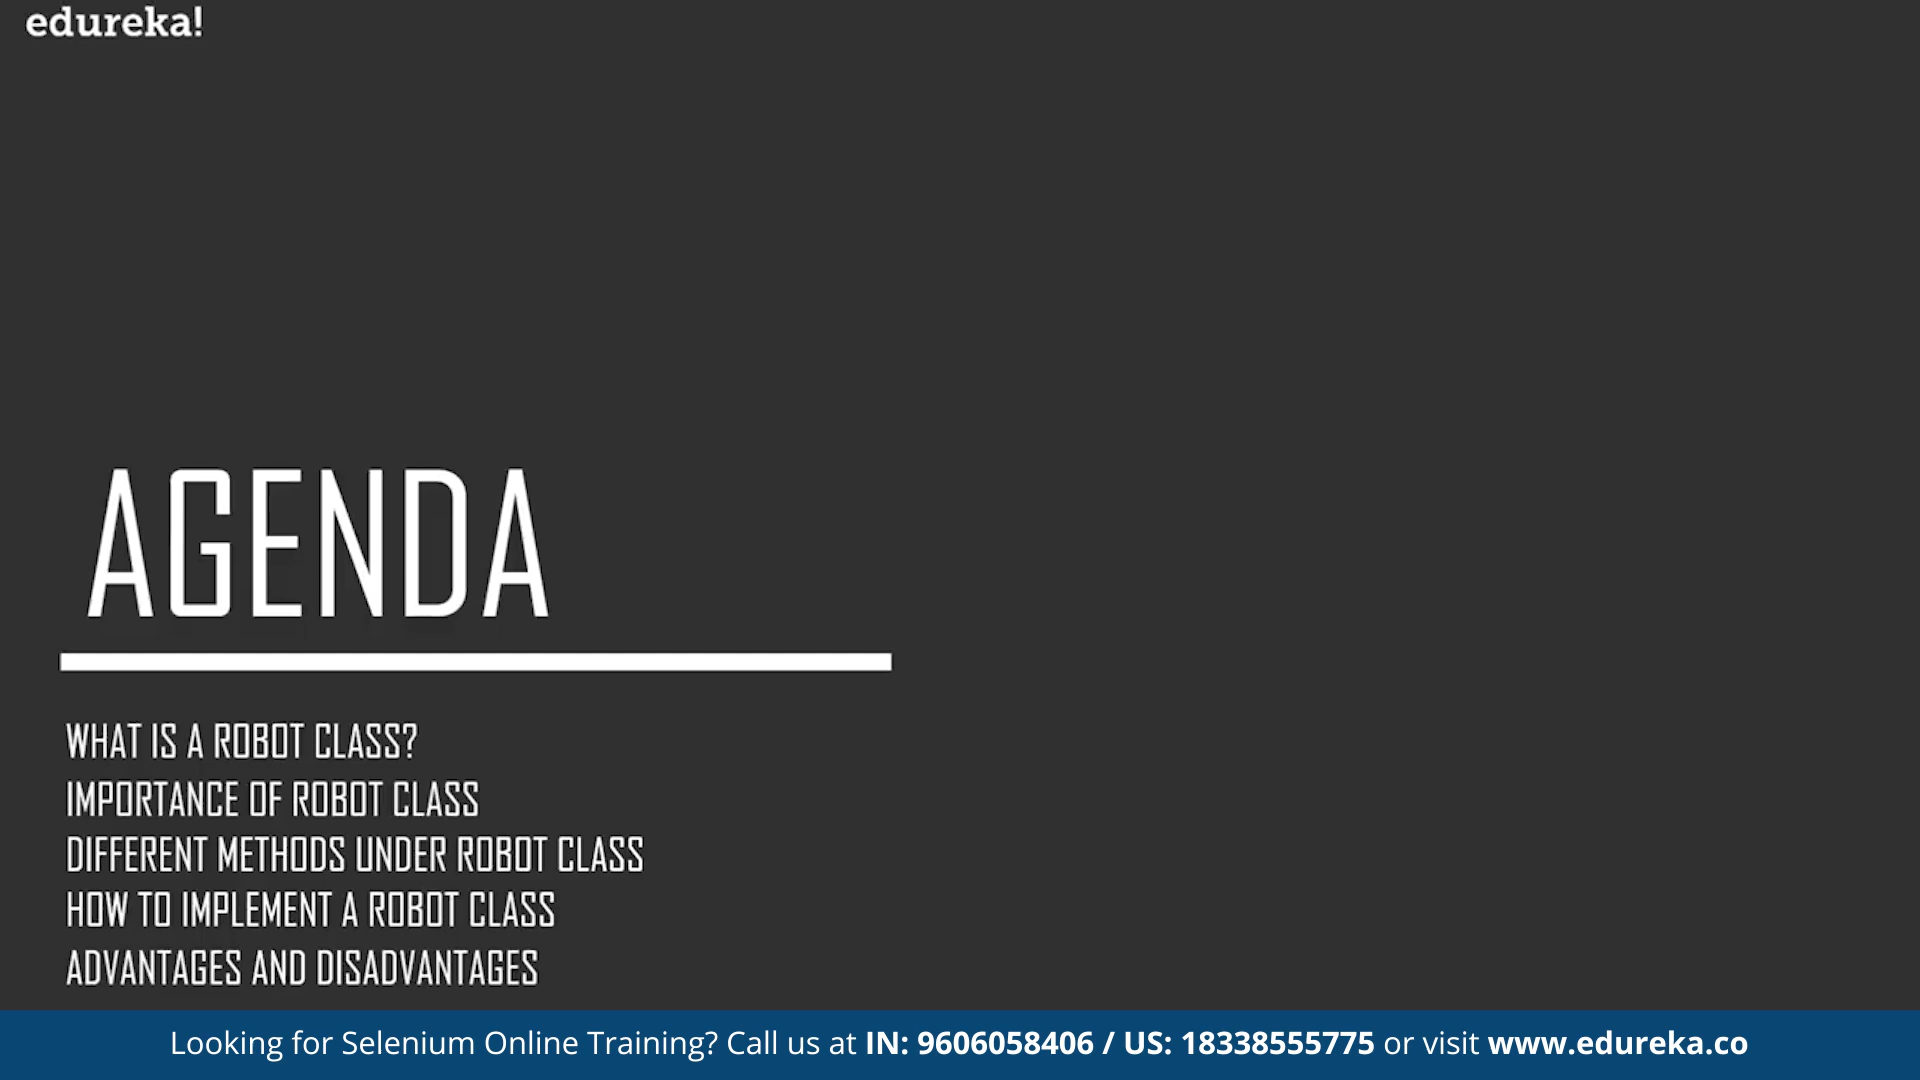 edureka!
AGENDA
WHAT IS A ROBOT CLASS?
IMPORTANCE OF ROBOT CLASS
DIFFERENT METHODS UNDER ROBOT CLASS
HOW TO IMPLEMENT A ROBOT CLASS
ADVANTAGES AND DISADVANTAGES
Looking for Selenium Online Training? Call us at IN: 9606058406 / US: 18338555775 or visit www.edureka.co